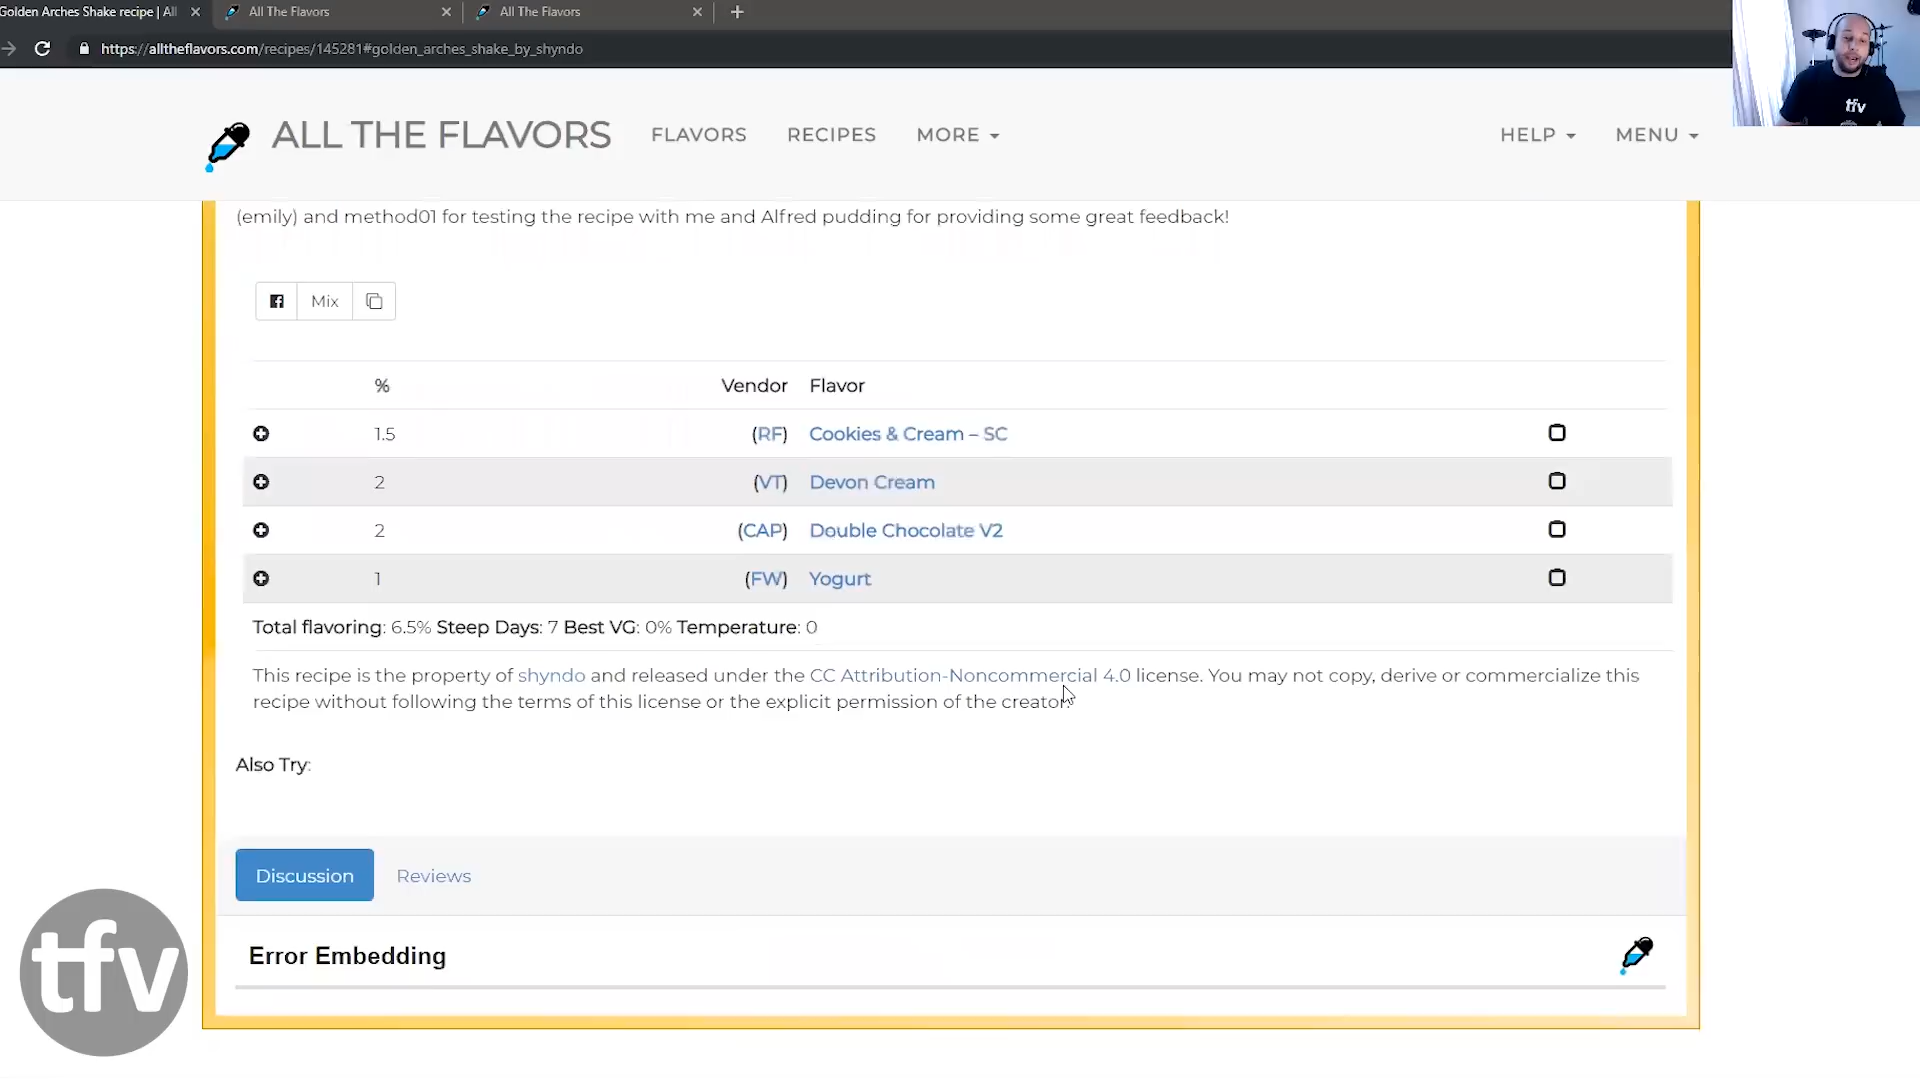 Golden Arches Shake recipe | All
All The Flavors
All The Flavors
https://alltheflavors.com/recipes/145281#golden_arches_shake_by_shyndo
ALL THE FLAVORS
FLAVORS
RECIPES
MORE
HELP
MENU
tfv
(emily) and method01 for testing the recipe with me and Alfred pudding for providing some great feedback!
Mix
% Vendor Flavor
1.5 (RF) Cookies & Cream – SC
2 (VT) Devon Cream
2 (CAP) Double Chocolate V2
1 (FW) Yogurt
Total flavoring: 6.5% Steep Days: 7 Best VG: 0% Temperature: 0
This recipe is the property of shyndo and released under the CC Attribution-Noncommercial 4.0 license. You may not copy, derive or commercialize this
recipe without following the terms of this license or the explicit permission of the creator.
Also Try:
Discussion
Reviews
Error Embedding
tfv